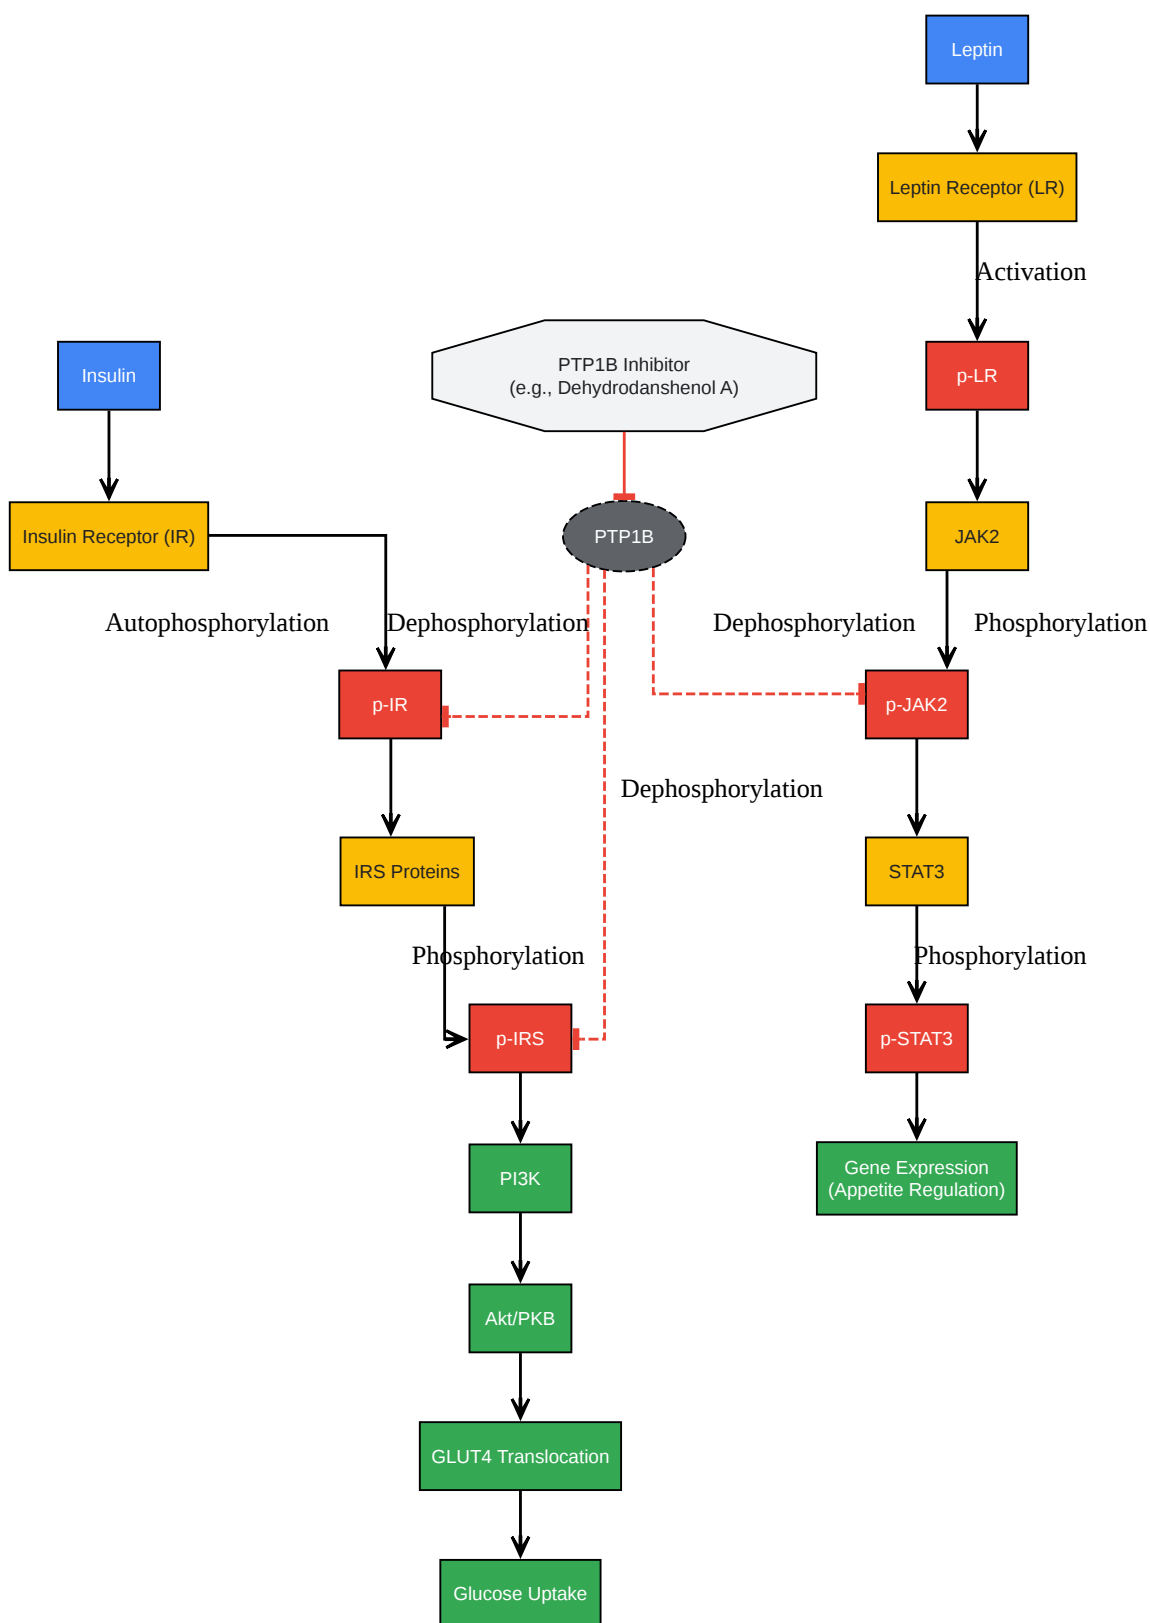 Leptin
Leptin Receptor (LR)
Activation
Insulin
PTP1B Inhibitor
(e.g., Dehydrodanshenol A)
p-LR
Insulin Receptor (IR)
PTP1B
JAK2
Autophosphorylation
Dephosphorylation
Dephosphorylation
Phosphorylation
p-IR
p-JAK2
Dephosphorylation
IRS Proteins
STAT3
Phosphorylation
Phosphorylation
p-IRS
p-STAT3
PI3K
Gene Expression
(Appetite Regulation)
Akt/PKB
GLUT4 Translocation
Glucose Uptake